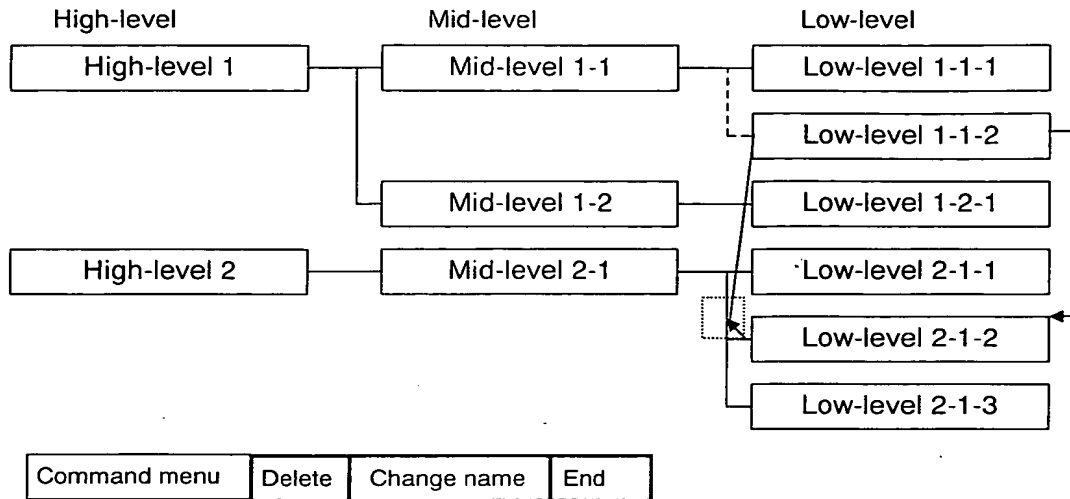 High-level Mid-level Low-level
High-level 1 Mid-level 1-1 Low-level 1-1-1
Low-level 1-1-2
Mid-level 1-2 Low-level 1-2-1
High-level 2 Mid-level 2-1 Low-level 2-1-1
Low-level 2-1-2
Low-level 2-1-3
Command menu Delete Change name End